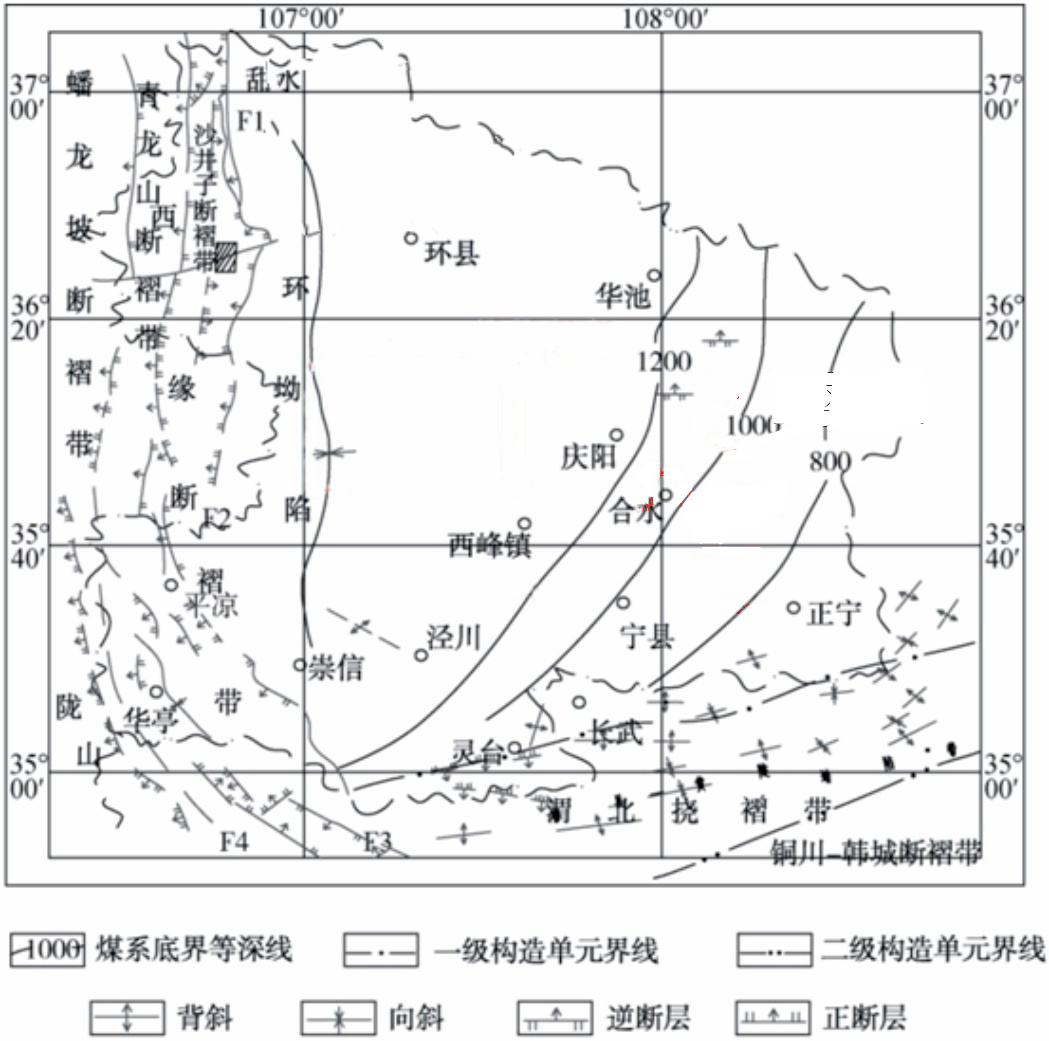 107°00′
108°00′
37°00′
37°00′
乱水
F1
蟠龙坡断褶带
青龙山断褶带
沙井子断褶带
西缘断褶带
环县
环坳陷
华池
36°20′
36°20′
1200
1000
800
庆阳
合水
西峰镇
F2
35°40′
35°40′
平凉
正宁
宁县
泾川
崇信
华亭
陇山
长武
灵台
35°00′
35°00′
渭北挠褶带
F4
F3
铜川-韩城断褶带
1000 煤系底界等深线
一级构造单元界线
二级构造单元界线
背斜
向斜
逆断层
正断层